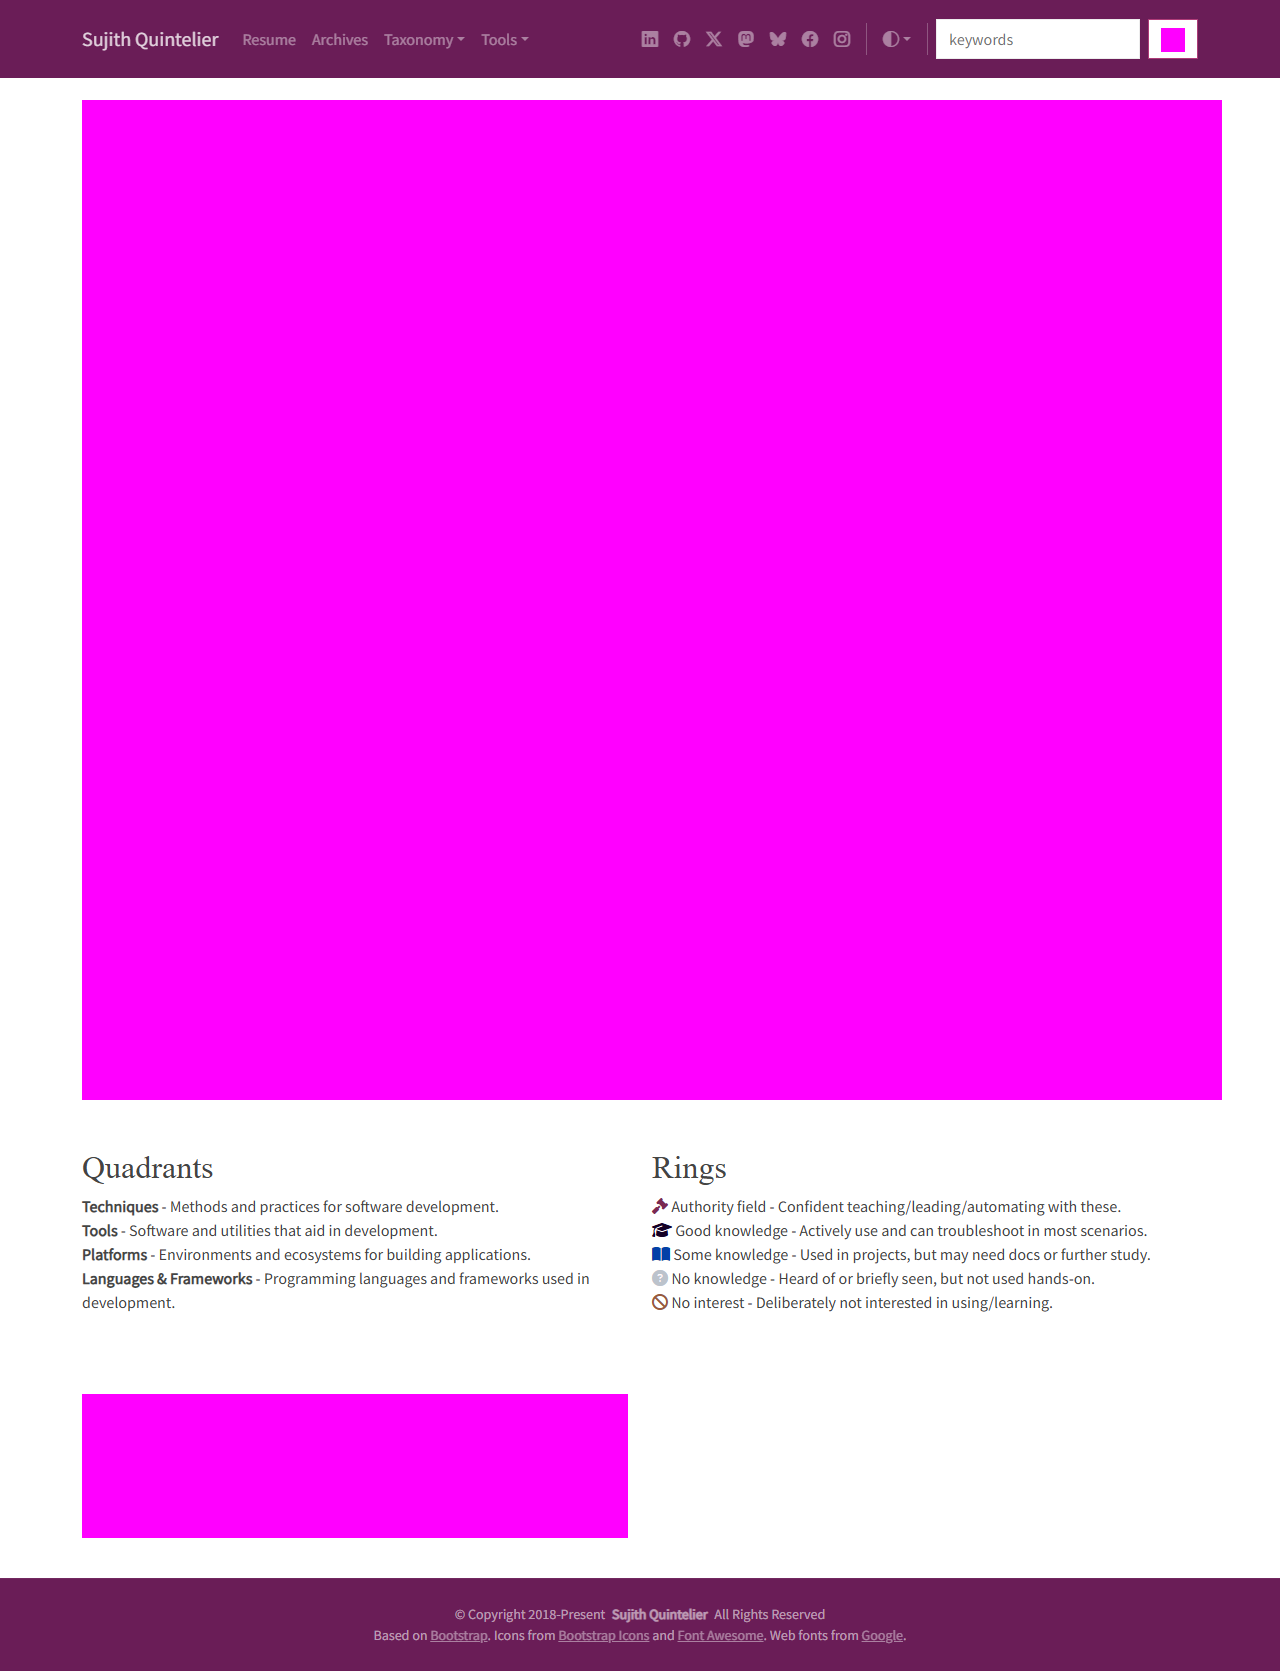 Sujith Quintelier Resume Archives Taxonomy Tools keywords
Quadrants
Techniques - Methods and practices for software development.
Tools - Software and utilities that aid in development.
Platforms - Environments and ecosystems for building applications.
Languages & Frameworks - Programming languages and frameworks used in
development.
Rings
Authority field - Confident teaching/leading/automating with these.
Good knowledge - Actively use and can troubleshoot in most scenarios.
Some knowledge - Used in projects, but may need docs or further study.
No knowledge - Heard of or briefly seen, but not used hands-on.
No interest - Deliberately not interested in using/learning.
© Copyright 2018-Present Sujith Quintelier All Rights Reserved
Based on Bootstrap. Icons from Bootstrap Icons and Font Awesome. Web fonts from Google.